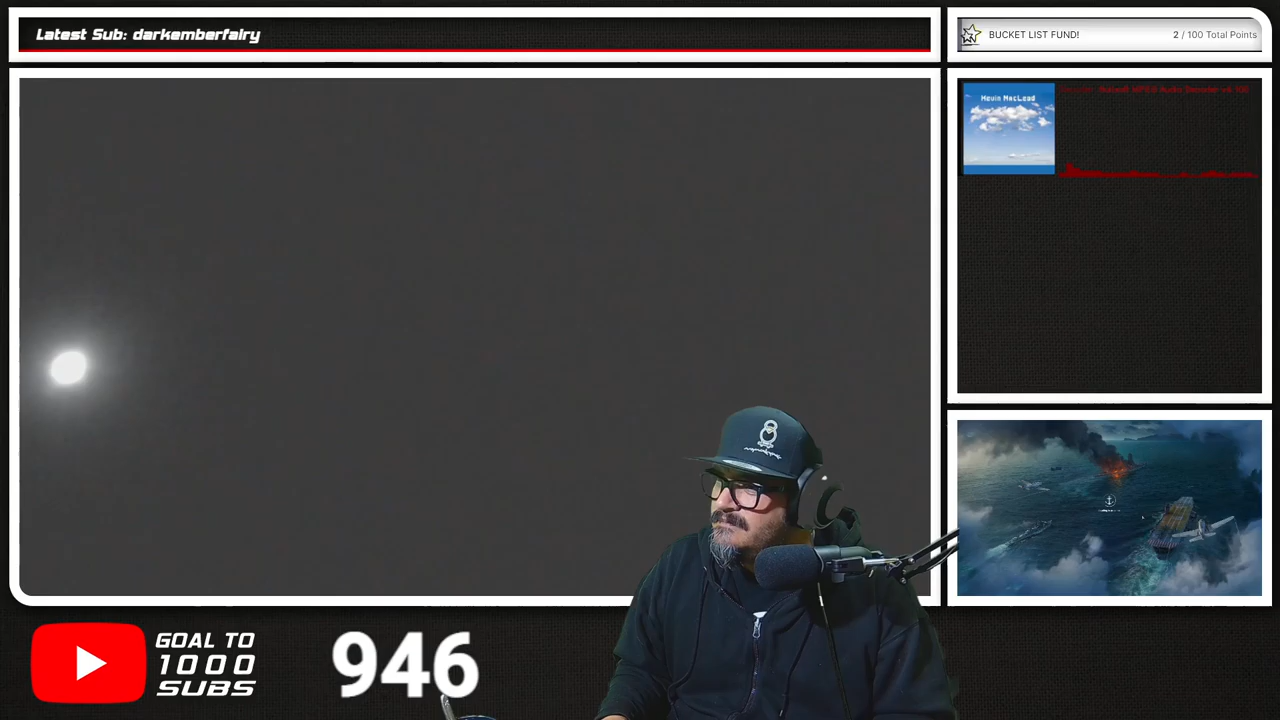 Latest Sub: darkemberfairy
BUCKET LIST FUND!
2 / 100 Total Points
Kevin MacLeod
GOAL TO
1000
SUBS
946